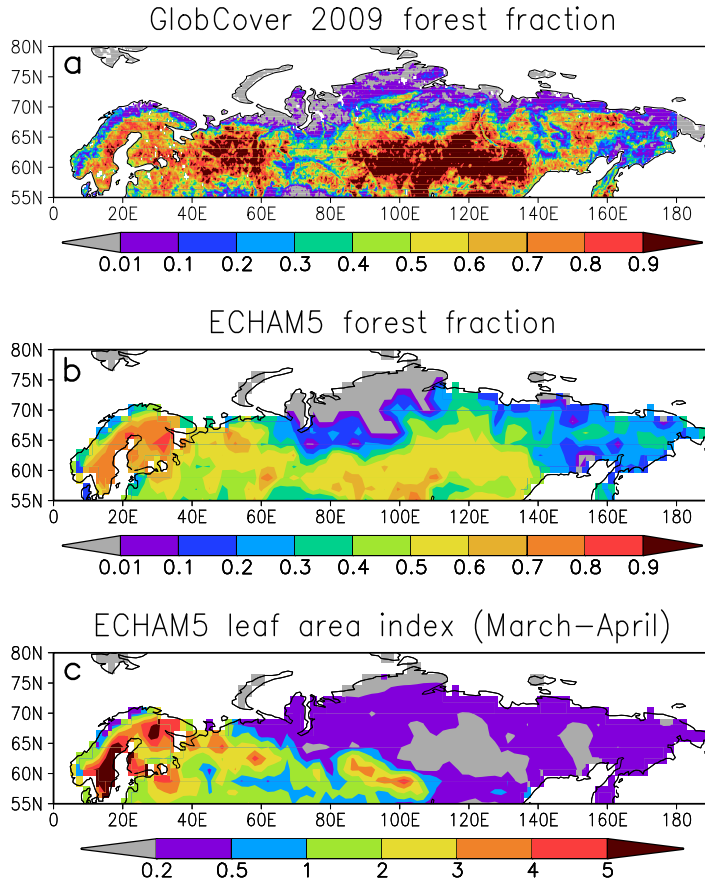 GlobCover 2009 forest fraction
80N
a
75N
70N
65N
60N
55N
0 20E 40E 60E 80E 100E 120E 140E 160E 180
0.01 0.1 0.2 0.3 0.4 0.5 0.6 0.7 0.8 0.9
ECHAM5 forest fraction
80N
b
75N
70N
65N
60N
55N
0 20E 40E 60E 80E 100E 120E 140E 160E 180
0.01 0.1 0.2 0.3 0.4 0.5 0.6 0.7 0.8 0.9
ECHAM5 leaf area index (March–April)
80N
c
75N
70N
65N
60N
55N
0 20E 40E 60E 80E 100E 120E 140E 160E 180
0.2 0.5 1 2 3 4 5